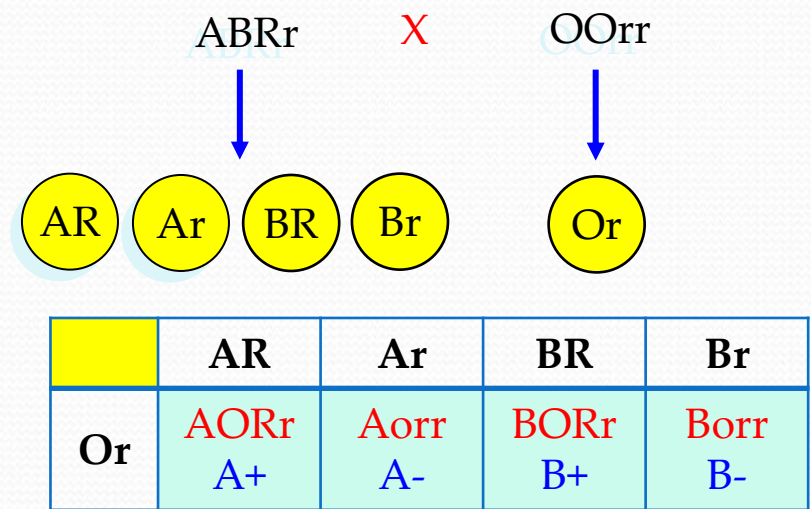 ABRr X OOrr
AR Ar BR Br Or
AR Ar BR Br
Or AORr Aorr BORr Borr
A+ A- B+ B-